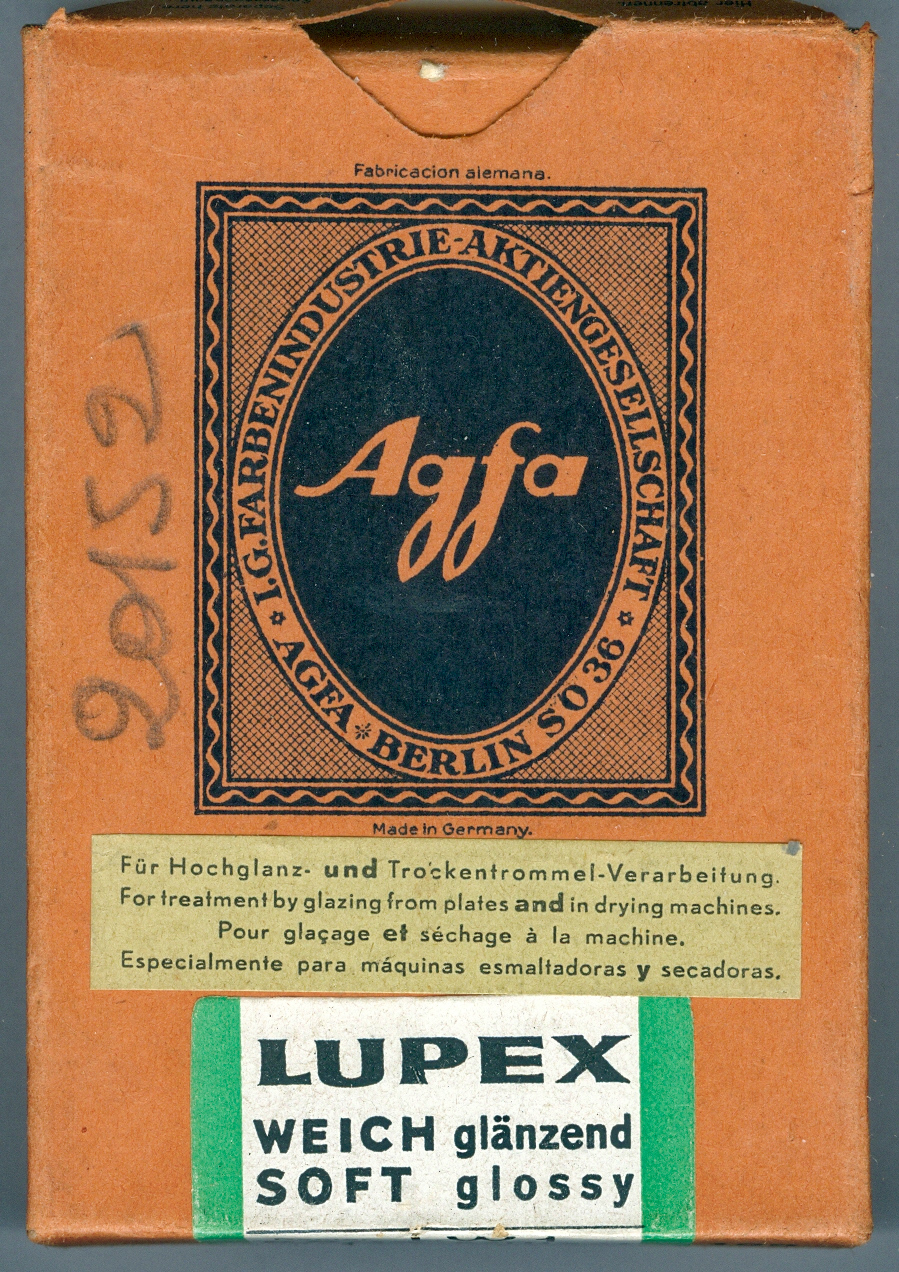 Fabricacion alemana.
I.G. FARBENINDUSTRIE-AKTIENGESELLSCHAFT
Agfa
AGFA * BERLIN SO 36
Made in Germany.
20152
Für Hochglanz- und Trockentrommel-Verarbeitung.
For treatment by glazing from plates and in drying machines.
Pour glaçage et séchage à la machine.
Especialmente para máquinas esmaltadoras y secadoras.
LUPEX
WEICH glänzend
SOFT glossy